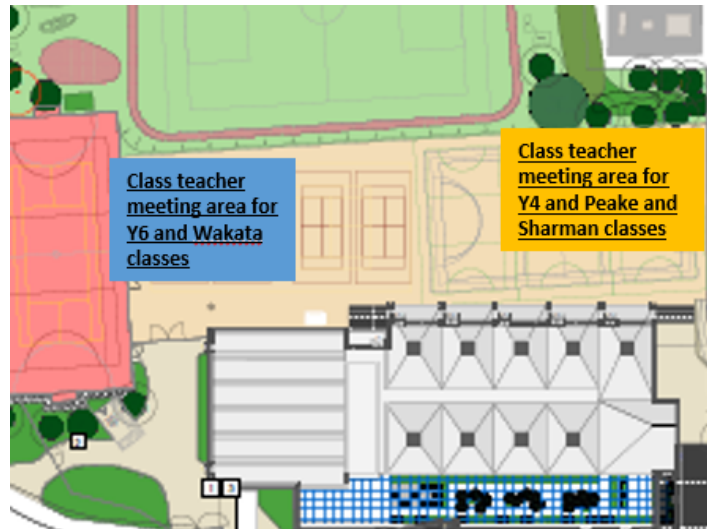 Class teacher
meeting area for
Y6 and Wakata
classes
Class teacher
meeting area for
Y4 and Peake and
Sharman classes
2